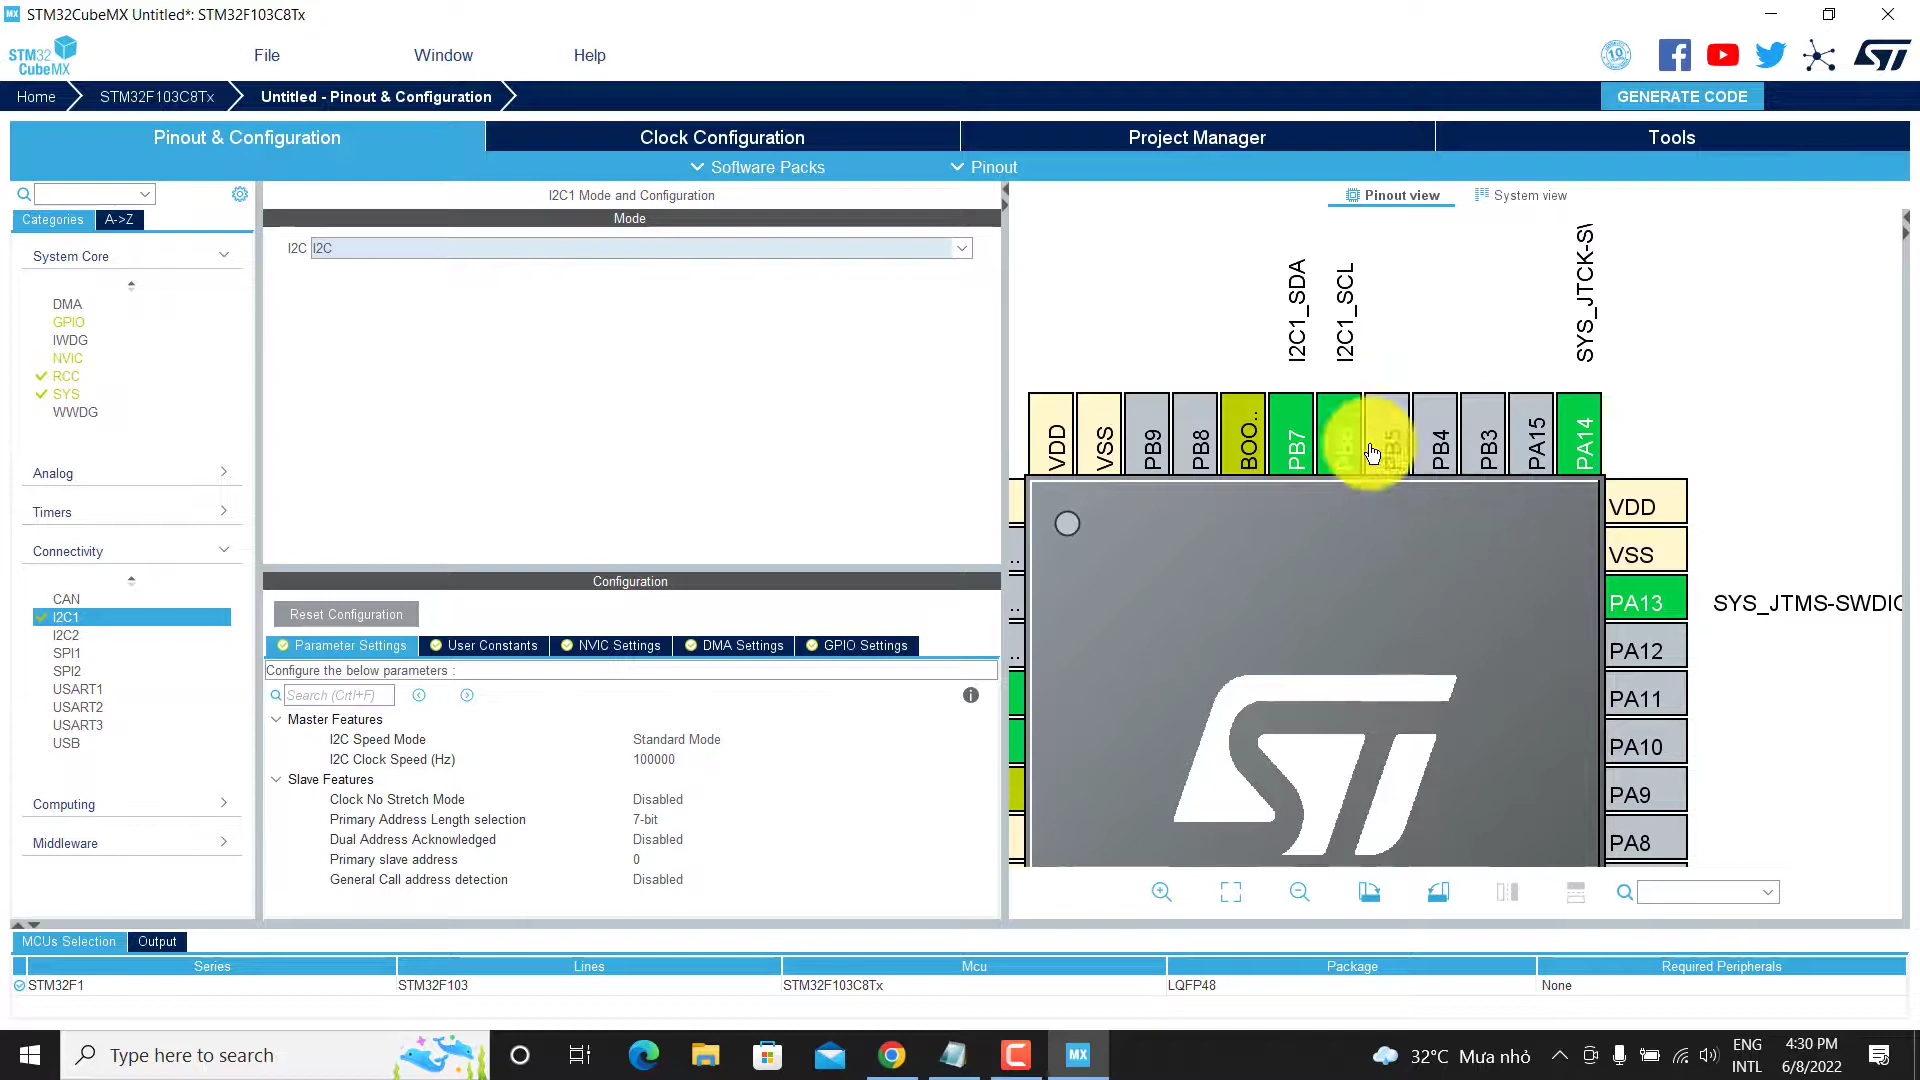 STM32CubeMX Untitled*: STM32F103C8Tx
STM32
CubeMX
File
Window
Help
10
Home
STM32F103C8Tx
Untitled - Pinout & Configuration
GENERATE CODE
Pinout & Configuration
Clock Configuration
Project Manager
Tools
Software Packs
Pinout
Categories
A->Z
System Core
DMA
GPIO
IWDG
NVIC
RCC
SYS
WWDG
Analog
Timers
Connectivity
CAN
I2C1
I2C2
SPI1
SPI2
USART1
USART2
USART3
USB
Computing
Middleware
I2C1 Mode and Configuration
Mode
I2C I2C
Configuration
Reset Configuration
Parameter Settings
User Constants
NVIC Settings
DMA Settings
GPIO Settings
Configure the below parameters :
Search (Crtl+F)
Master Features
I2C Speed Mode Standard Mode
I2C Clock Speed (Hz) 100000
Slave Features
Clock No Stretch Mode Disabled
Primary Address Length selection 7-bit
Dual Address Acknowledged Disabled
Primary slave address 0
General Call address detection Disabled
Pinout view
System view
I2C1_SDA
I2C1_SCL
SYS_JTCK-S
VDD
VSS
PB9
PB8
BOO..
PB7
PB6
PB5
PB4
PB3
PA15
PA14
VDD
VSS
PA13 SYS_JTMS-SWDIO
PA12
PA11
PA10
PA9
PA8
MCUs Selection
Output
Series Lines Mcu Package Required Peripherals
STM32F1 STM32F103 STM32F103C8Tx LQFP48 None
Type here to search
MX
32°C Mưa nhỏ
ENG
INTL
4:30 PM
6/8/2022